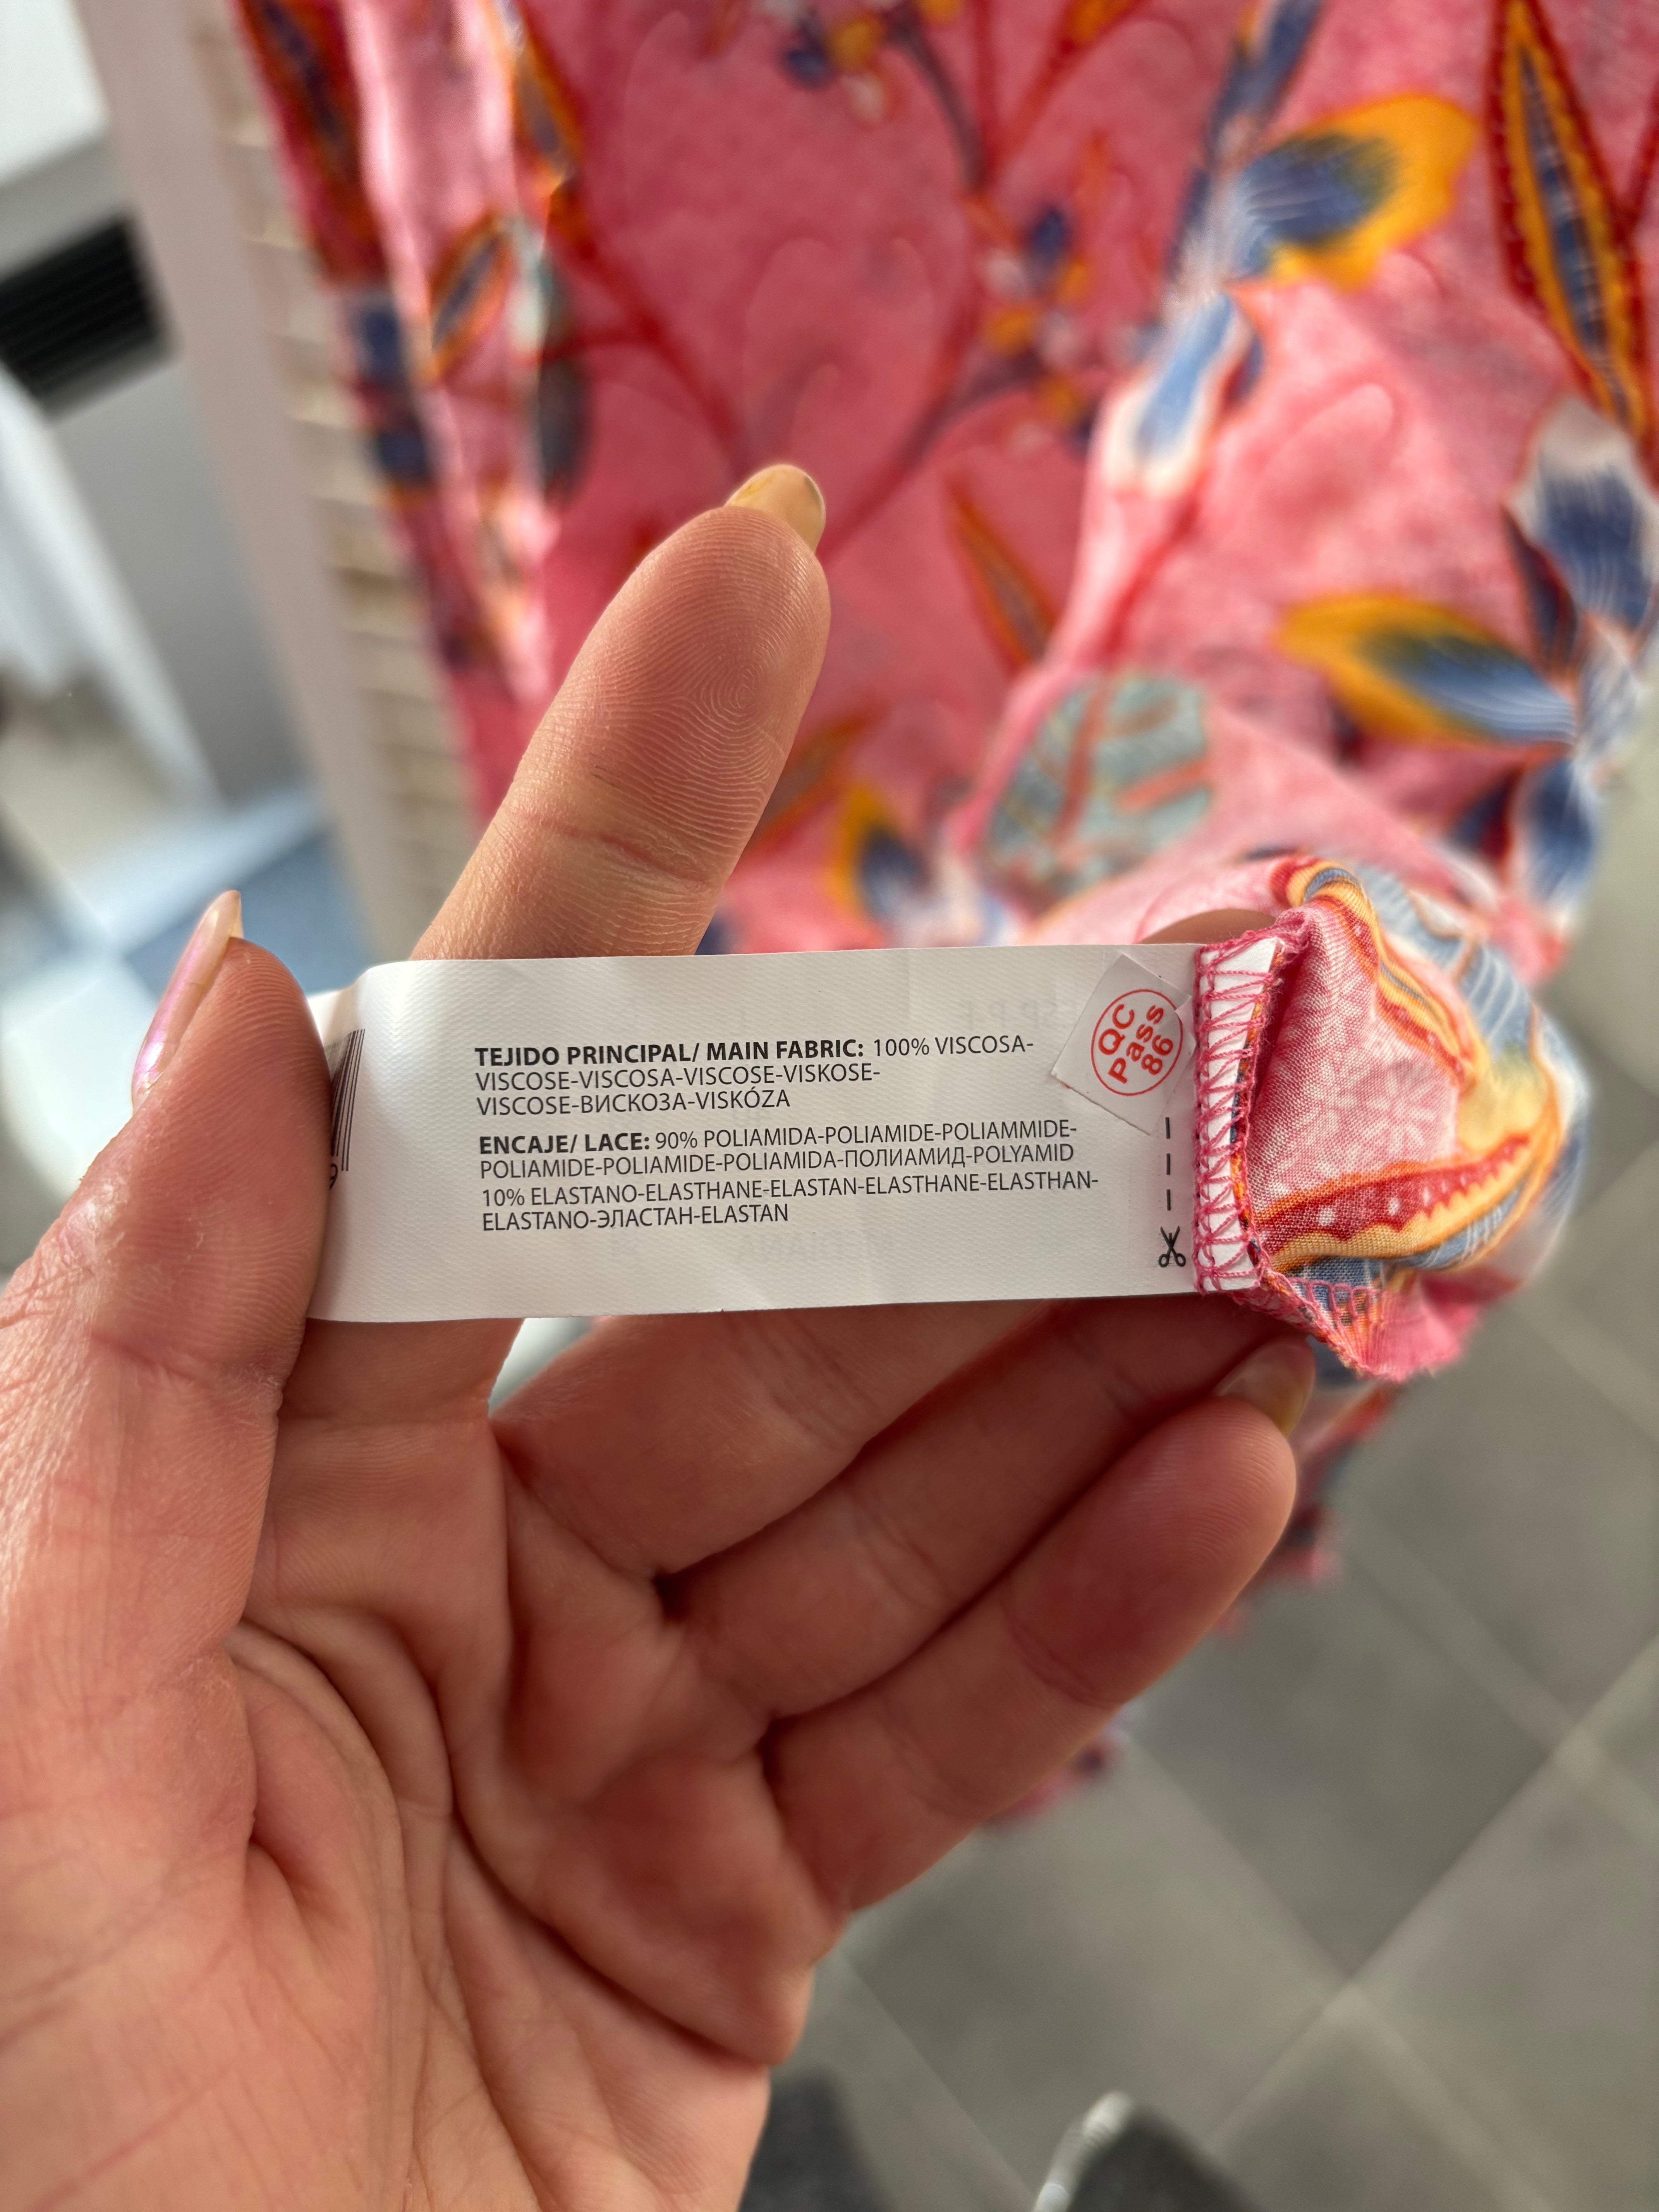 TEJIDO PRINCIPAL/ MAIN FABRIC: 100% VISCOSA-
VISCOSE-VISCOSA-VISCOSE-VISKOSE-
VISCOSE-ВИСКОЗА-VISKÓZA
ENCAJE/ LACE: 90% POLIAMIDA-POLIAMIDE-POLIAMMIDE-
POLIAMIDE-POLIAMIDE-POLIAMIDA-ПОЛИАМИД-POLYAMID
10% ELASTANO-ELASTHANE-ELASTAN-ELASTHANE-ELASTHAN-
ELASTANO-ЭЛАСТАН-ELASTAN
QC
Pass
86
9